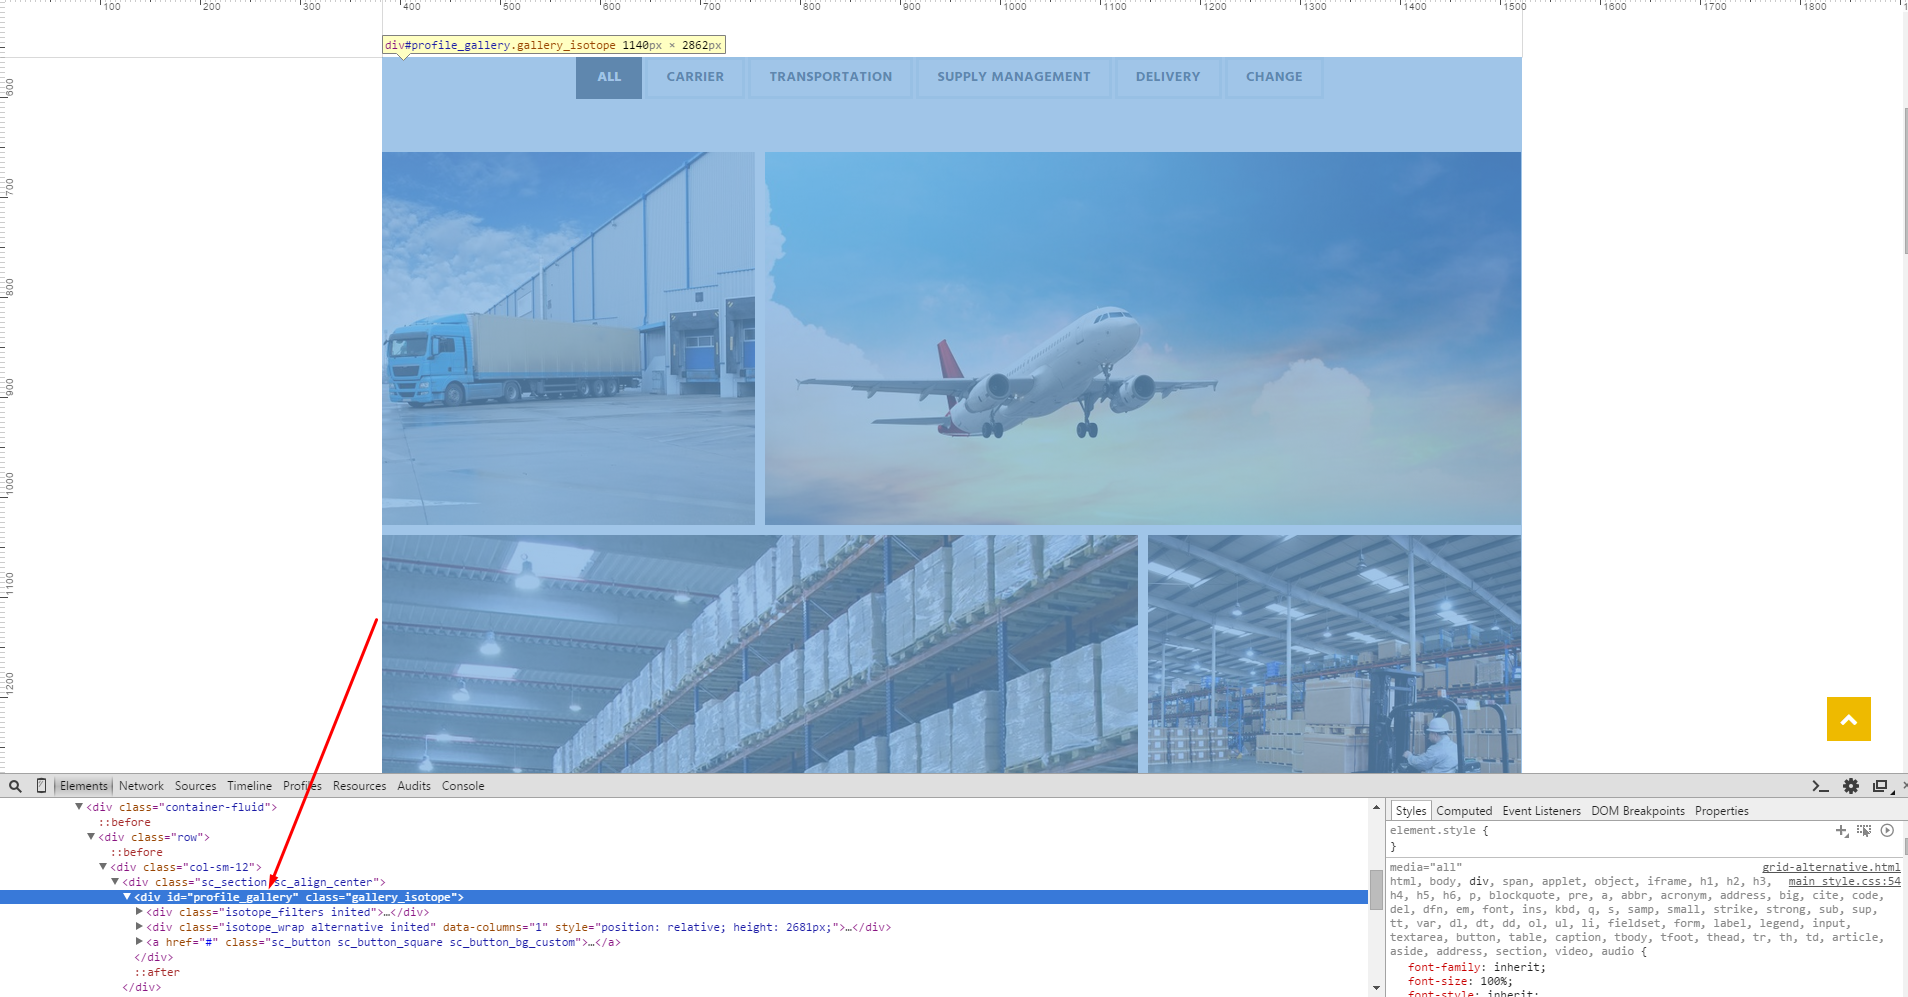 100 200 300 400 500 600 700 800 900 1000 1100 1200 1300 1400 1500 1600 1700 1800
div#profile_gallery.gallery_isotope 1140px × 2862px
ALL CARRIER TRANSPORTATION SUPPLY MANAGEMENT DELIVERY CHANGE
600
700
800
900
1000
1100
1200
Elements Network Sources Timeline Profiles Resources Audits Console
<div class="container-fluid">
::before
<div class="row">
::before
<div class="col-sm-12">
<div class="sc_section sc_align_center">
<div id="profile_gallery" class="gallery_isotope">
<div class="isotope_filters inited">…</div>
<div class="isotope_wrap alternative inited" data-columns="1" style="position: relative; height: 2681px;">…</div>
<a href="#" class="sc_button sc_button_square sc_button_bg_custom">…</a>
</div>
::after
</div>
Styles Computed Event Listeners DOM Breakpoints Properties
element.style {
}
media="all" grid-alternative.html
html, body, div, span, applet, object, iframe, h1, h2, h3, main style.css:54
h4, h5, h6, p, blockquote, pre, a, abbr, acronym, address, big, cite, code,
del, dfn, em, font, ins, kbd, q, s, samp, small, strike, strong, sub, sup,
tt, var, dl, dt, dd, ol, ul, li, fieldset, form, label, legend, input,
textarea, button, table, caption, tbody, tfoot, thead, tr, th, td, article,
aside, address, section, video, audio {
font-family: inherit;
font-size: 100%;
font-style: inherit;